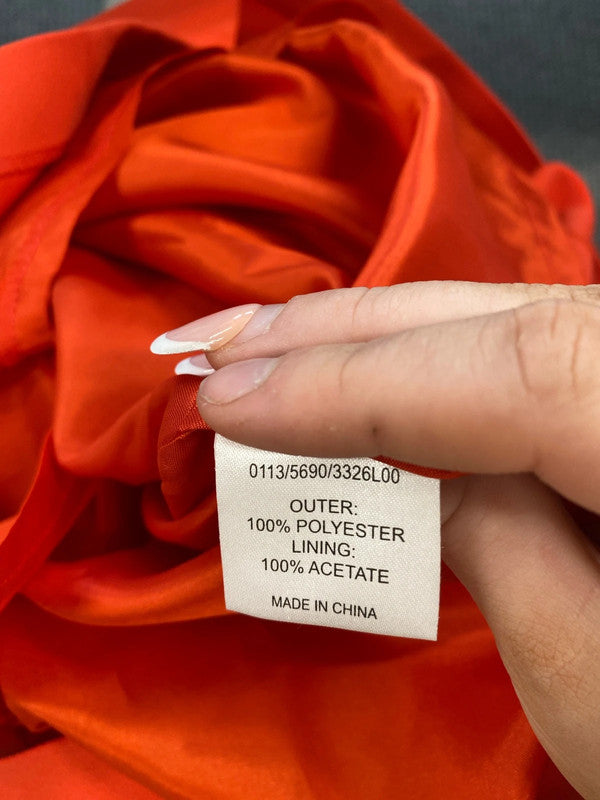 0113/5690/3326L00
OUTER:
100% POLYESTER
LINING:
100% ACETATE
MADE IN CHINA